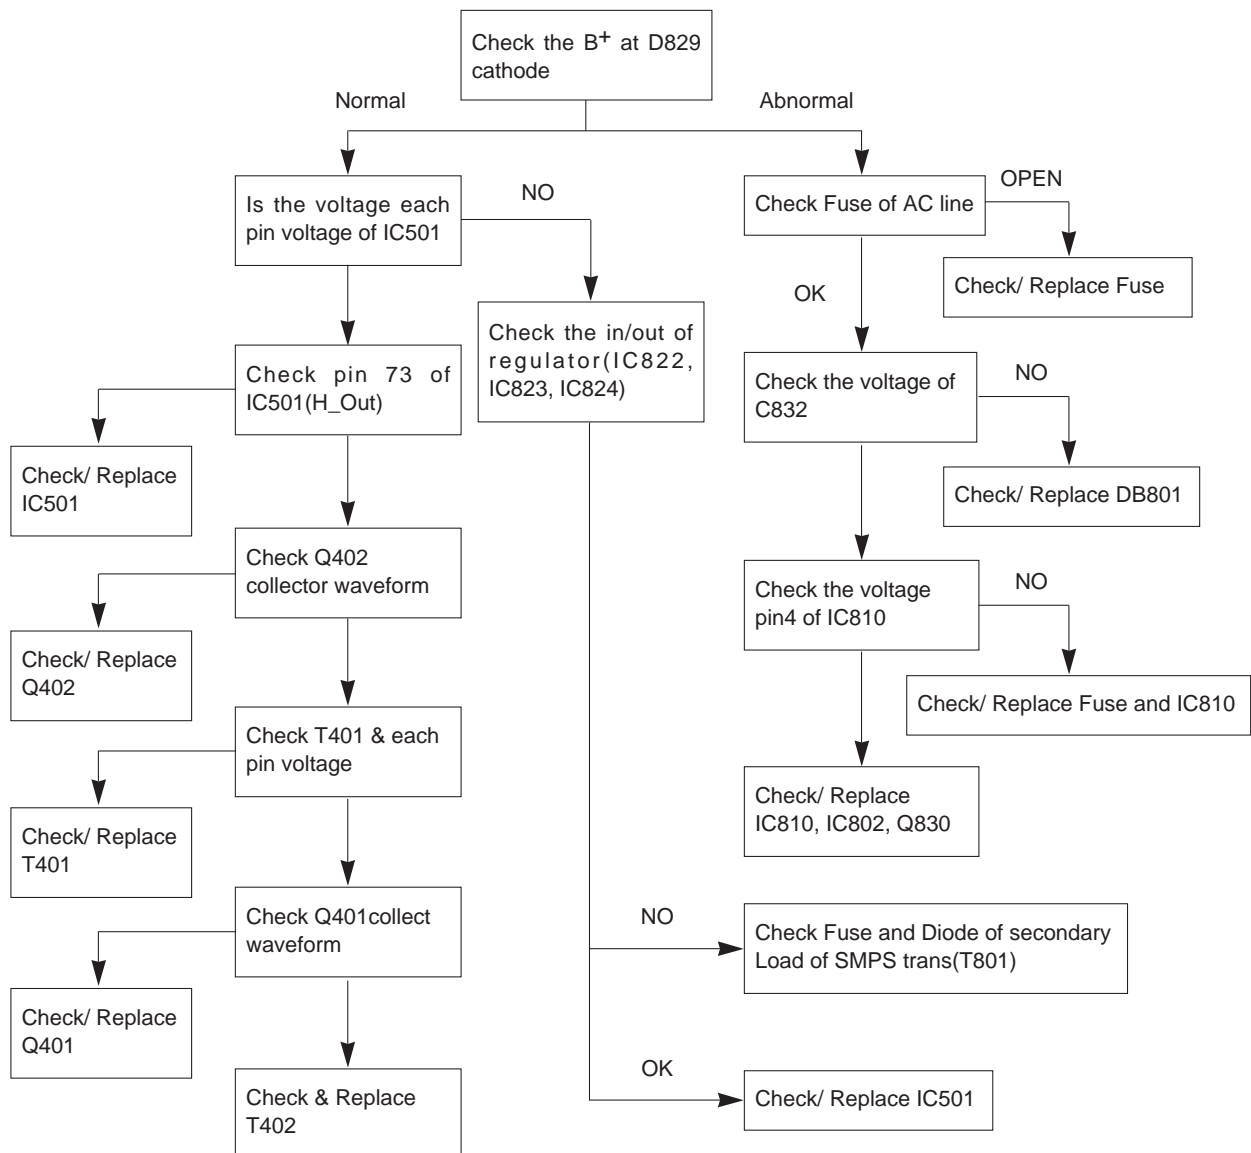 Check the B+ at D829
cathode
Normal
Abnormal
Is the voltage each
pin voltage of IC501
NO
Check Fuse of AC line
OPEN
Check/ Replace Fuse
OK
Check the in/out of
regulator(IC822,
IC823, IC824)
Check pin 73 of
IC501(H_Out)
Check the voltage of
C832
NO
Check/ Replace
IC501
Check/ Replace DB801
Check Q402
collector waveform
Check the voltage
pin4 of IC810
NO
Check/ Replace
Q402
Check/ Replace Fuse and IC810
Check T401 & each
pin voltage
Check/ Replace
IC810, IC802, Q830
Check/ Replace
T401
Check Q401collect
waveform
NO
Check Fuse and Diode of secondary
Load of SMPS trans(T801)
Check/ Replace
Q401
OK
Check/ Replace IC501
Check & Replace
T402